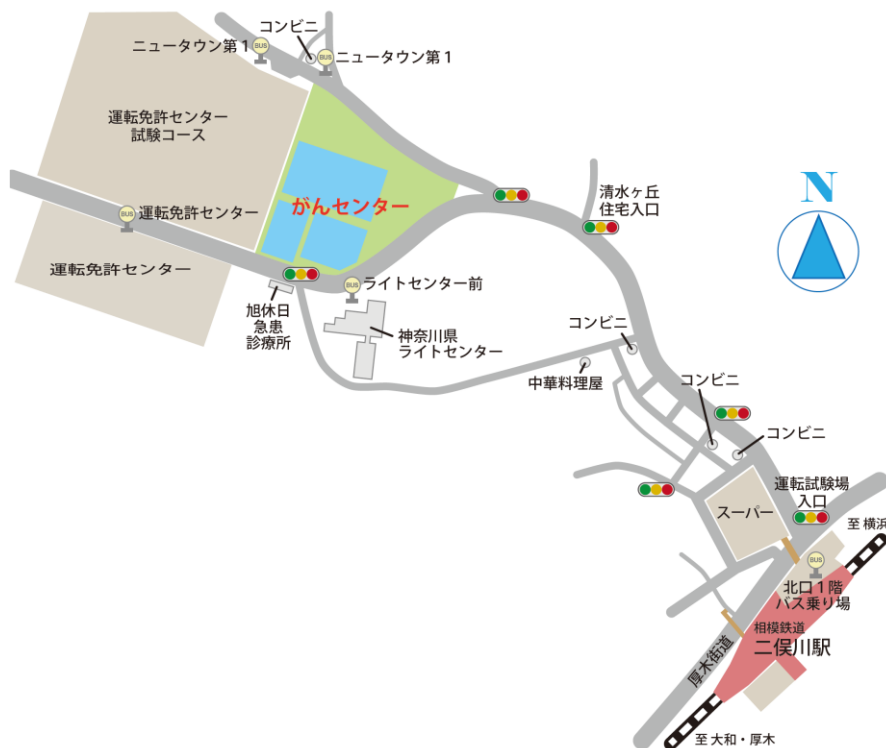 コンビニ
ニュータウン第1
BUS
BUS
ニュータウン第1
運転免許センター
試験コース
N
清水ヶ丘
住宅入口
がんセンター
BUS
運転免許センター
運転免許センター
BUS
ライトセンター前
旭休日
急患
診療所
神奈川県
ライトセンター
コンビニ
中華料理屋
コンビニ
コンビニ
運転試験場
入口
スーパー
至 横浜
BUS
北口1階
バス乗り場
相模鉄道
二俣川駅
厚木街道
至 大和・厚木